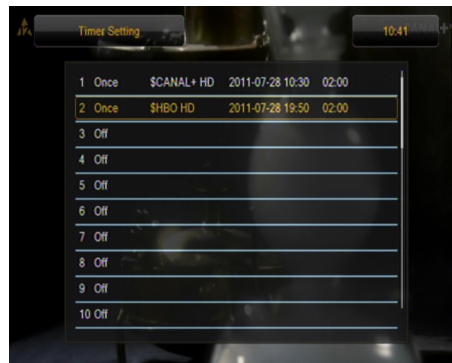 Timer Setting 10:41
1 Once $CANAL+ HD 2011-07-28 10:30 02:00
2 Once $HBO HD 2011-07-28 19:50 02:00
3 Off
4 Off
5 Off
6 Off
7 Off
8 Off
9 Off
10 Off